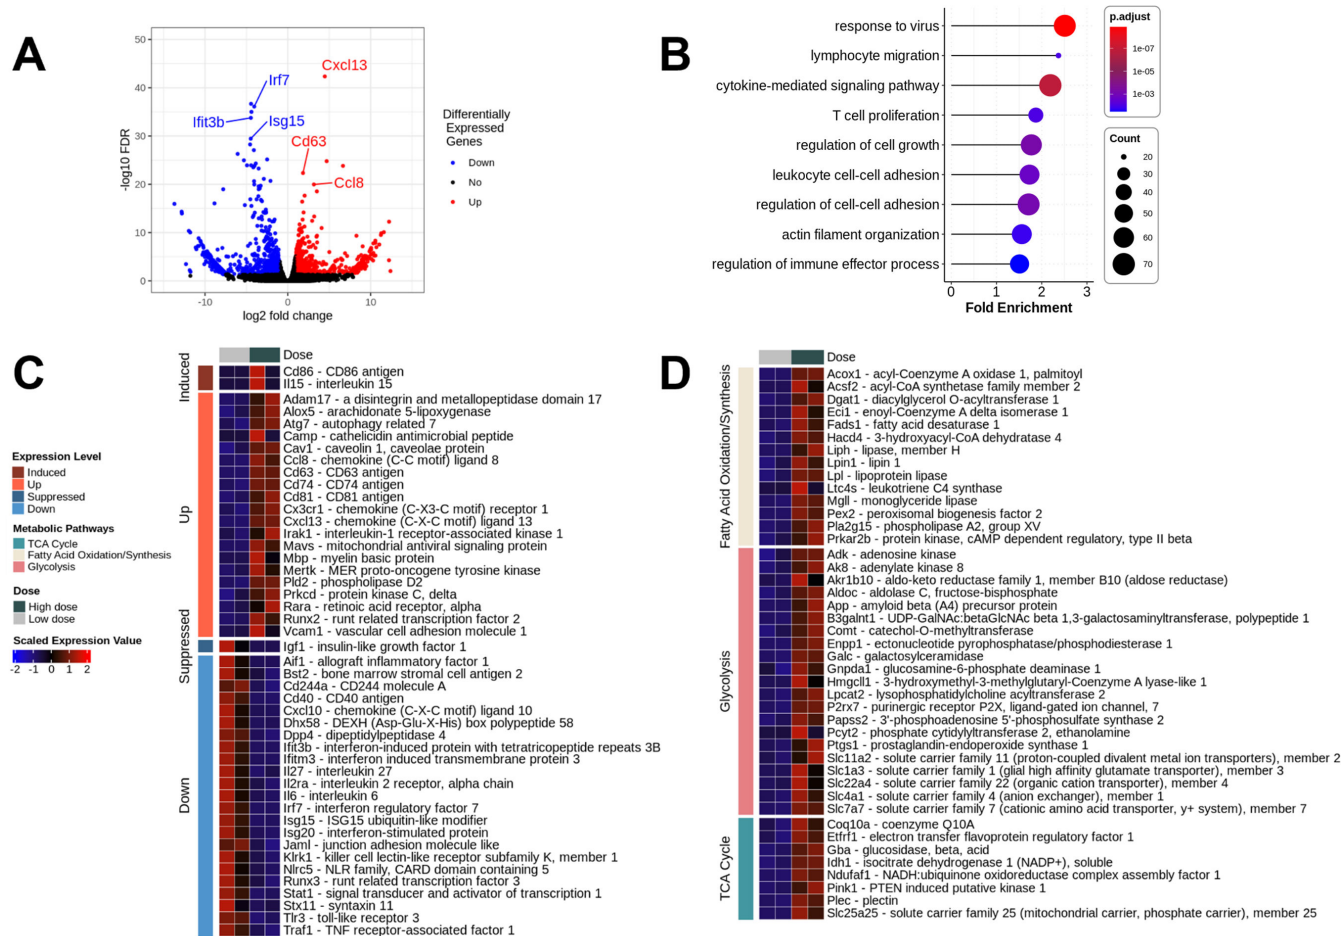 A
50
40
30
20
10
0
-log10 FDR
-10
0
10
log2 fold change
Cxcl13
Irf7
Ifit3b
Isg15
Cd63
Ccl8
Differentially
Expressed
Genes
Down
No
Up
B
response to virus
lymphocyte migration
cytokine-mediated signaling pathway
T cell proliferation
regulation of cell growth
leukocyte cell-cell adhesion
regulation of cell-cell adhesion
actin filament organization
regulation of immune effector process
0 1 2 3
Fold Enrichment
p.adjust
1e-07
1e-05
1e-03
Count
20
30
40
50
60
70
C
Expression Level
Induced
Up
Suppressed
Down
Metabolic Pathways
TCA Cycle
Fatty Acid Oxidation/Synthesis
Glycolysis
Dose
High dose
Low dose
Scaled Expression Value
-2 -1 0 1 2
Dose
Induced
Cd86 - CD86 antigen
Il15 - interleukin 15
Up
Adam17 - a disintegrin and metallopeptidase domain 17
Alox5 - arachidonate 5-lipoxygenase
Atg7 - autophagy related 7
Camp - cathelicidin antimicrobial peptide
Cav1 - caveolin 1, caveolae protein
Ccl8 - chemokine (C-C motif) ligand 8
Cd63 - CD63 antigen
Cd74 - CD74 antigen
Cd81 - CD81 antigen
Cx3cr1 - chemokine (C-X3-C motif) receptor 1
Cxcl13 - chemokine (C-X-C motif) ligand 13
Irak1 - interleukin-1 receptor-associated kinase 1
Mavs - mitochondrial antiviral signaling protein
Mbp - myelin basic protein
Mertk - MER proto-oncogene tyrosine kinase
Pld2 - phospholipase D2
Prkcd - protein kinase C, delta
Rara - retinoic acid receptor, alpha
Runx2 - runt related transcription factor 2
Vcam1 - vascular cell adhesion molecule 1
Suppressed
Igf1 - insulin-like growth factor 1
Down
Aif1 - allograft inflammatory factor 1
Bst2 - bone marrow stromal cell antigen 2
Cd244a - CD244 molecule A
Cd40 - CD40 antigen
Cxcl10 - chemokine (C-X-C motif) ligand 10
Dhx58 - DEXH (Asp-Glu-X-His) box polypeptide 58
Dpp4 - dipeptidylpeptidase 4
Ifit3b - interferon-induced protein with tetratricopeptide repeats 3B
Ifitm3 - interferon induced transmembrane protein 3
Il27 - interleukin 27
Il2ra - interleukin 2 receptor, alpha chain
Il6 - interleukin 6
Irf7 - interferon regulatory factor 7
Isg15 - ISG15 ubiquitin-like modifier
Isg20 - interferon-stimulated protein
Jaml - junction adhesion molecule like
Klrk1 - killer cell lectin-like receptor subfamily K, member 1
Nlrc5 - NLR family, CARD domain containing 5
Runx3 - runt related transcription factor 3
Stat1 - signal transducer and activator of transcription 1
Stx11 - syntaxin 11
Tlr3 - toll-like receptor 3
Traf1 - TNF receptor-associated factor 1
D
Dose
Fatty Acid Oxidation/Synthesis
Acox1 - acyl-Coenzyme A oxidase 1, palmitoyl
Acsf2 - acyl-CoA synthetase family member 2
Dgat1 - diacylglycerol O-acyltransferase 1
Eci1 - enoyl-Coenzyme A delta isomerase 1
Fads1 - fatty acid desaturase 1
Hacd4 - 3-hydroxyacyl-CoA dehydratase 4
Liph - lipase, member H
Lpin1 - lipin 1
Lpl - lipoprotein lipase
Ltc4s - leukotriene C4 synthase
Mgll - monoglyceride lipase
Pex2 - peroxisomal biogenesis factor 2
Pla2g15 - phospholipase A2, group XV
Prkar2b - protein kinase, cAMP dependent regulatory, type II beta
Glycolysis
Adk - adenosine kinase
Ak8 - adenylate kinase 8
Akr1b10 - aldo-keto reductase family 1, member B10 (aldose reductase)
Aldoc - aldolase C, fructose-bisphosphate
App - amyloid beta (A4) precursor protein
B3galnt1 - UDP-GalNAc:betaGlcNAc beta 1,3-galactosaminyltransferase, polypeptide 1
Comt - catechol-O-methyltransferase
Enpp1 - ectonucleotide pyrophosphatase/phosphodiesterase 1
Galc - galactosylceramidase
Gnpda1 - glucosamine-6-phosphate deaminase 1
Hmgcll1 - 3-hydroxymethyl-3-methylglutaryl-Coenzyme A lyase-like 1
Lpcat2 - lysophosphatidylcholine acyltransferase 2
P2rx7 - purinergic receptor P2X, ligand-gated ion channel, 7
Papss2 - 3'-phosphoadenosine 5'-phosphosulfate synthase 2
Pcyt2 - phosphate cytidylyltransferase 2, ethanolamine
Ptgs1 - prostaglandin-endoperoxide synthase 1
Slc11a2 - solute carrier family 11 (proton-coupled divalent metal ion transporters), member 2
Slc1a3 - solute carrier family 1 (glial high affinity glutamate transporter), member 3
Slc22a4 - solute carrier family 22 (organic cation transporter), member 4
Slc4a1 - solute carrier family 4 (anion exchanger), member 1
Slc7a7 - solute carrier family 7 (cationic amino acid transporter, y+ system), member 7
TCA Cycle
Coq10a - coenzyme Q10A
Etfrf1 - electron transfer flavoprotein regulatory factor 1
Gba - glucosidase, beta, acid
Idh1 - isocitrate dehydrogenase 1 (NADP+), soluble
Ndufaf1 - NADH:ubiquinone oxidoreductase complex assembly factor 1
Pink1 - PTEN induced putative kinase 1
Plec - plectin
Slc25a25 - solute carrier family 25 (mitochondrial carrier, phosphate carrier), member 25